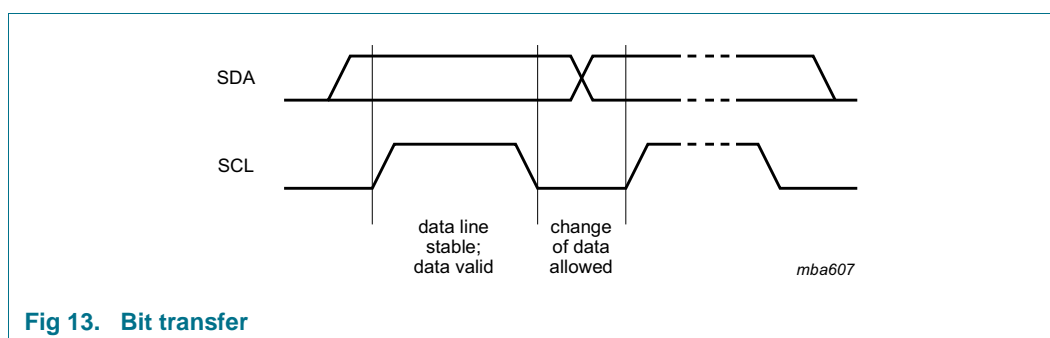 SDA
SCL
data line
stable;
data valid
change
of data
allowed
mba607
Fig 13. Bit transfer